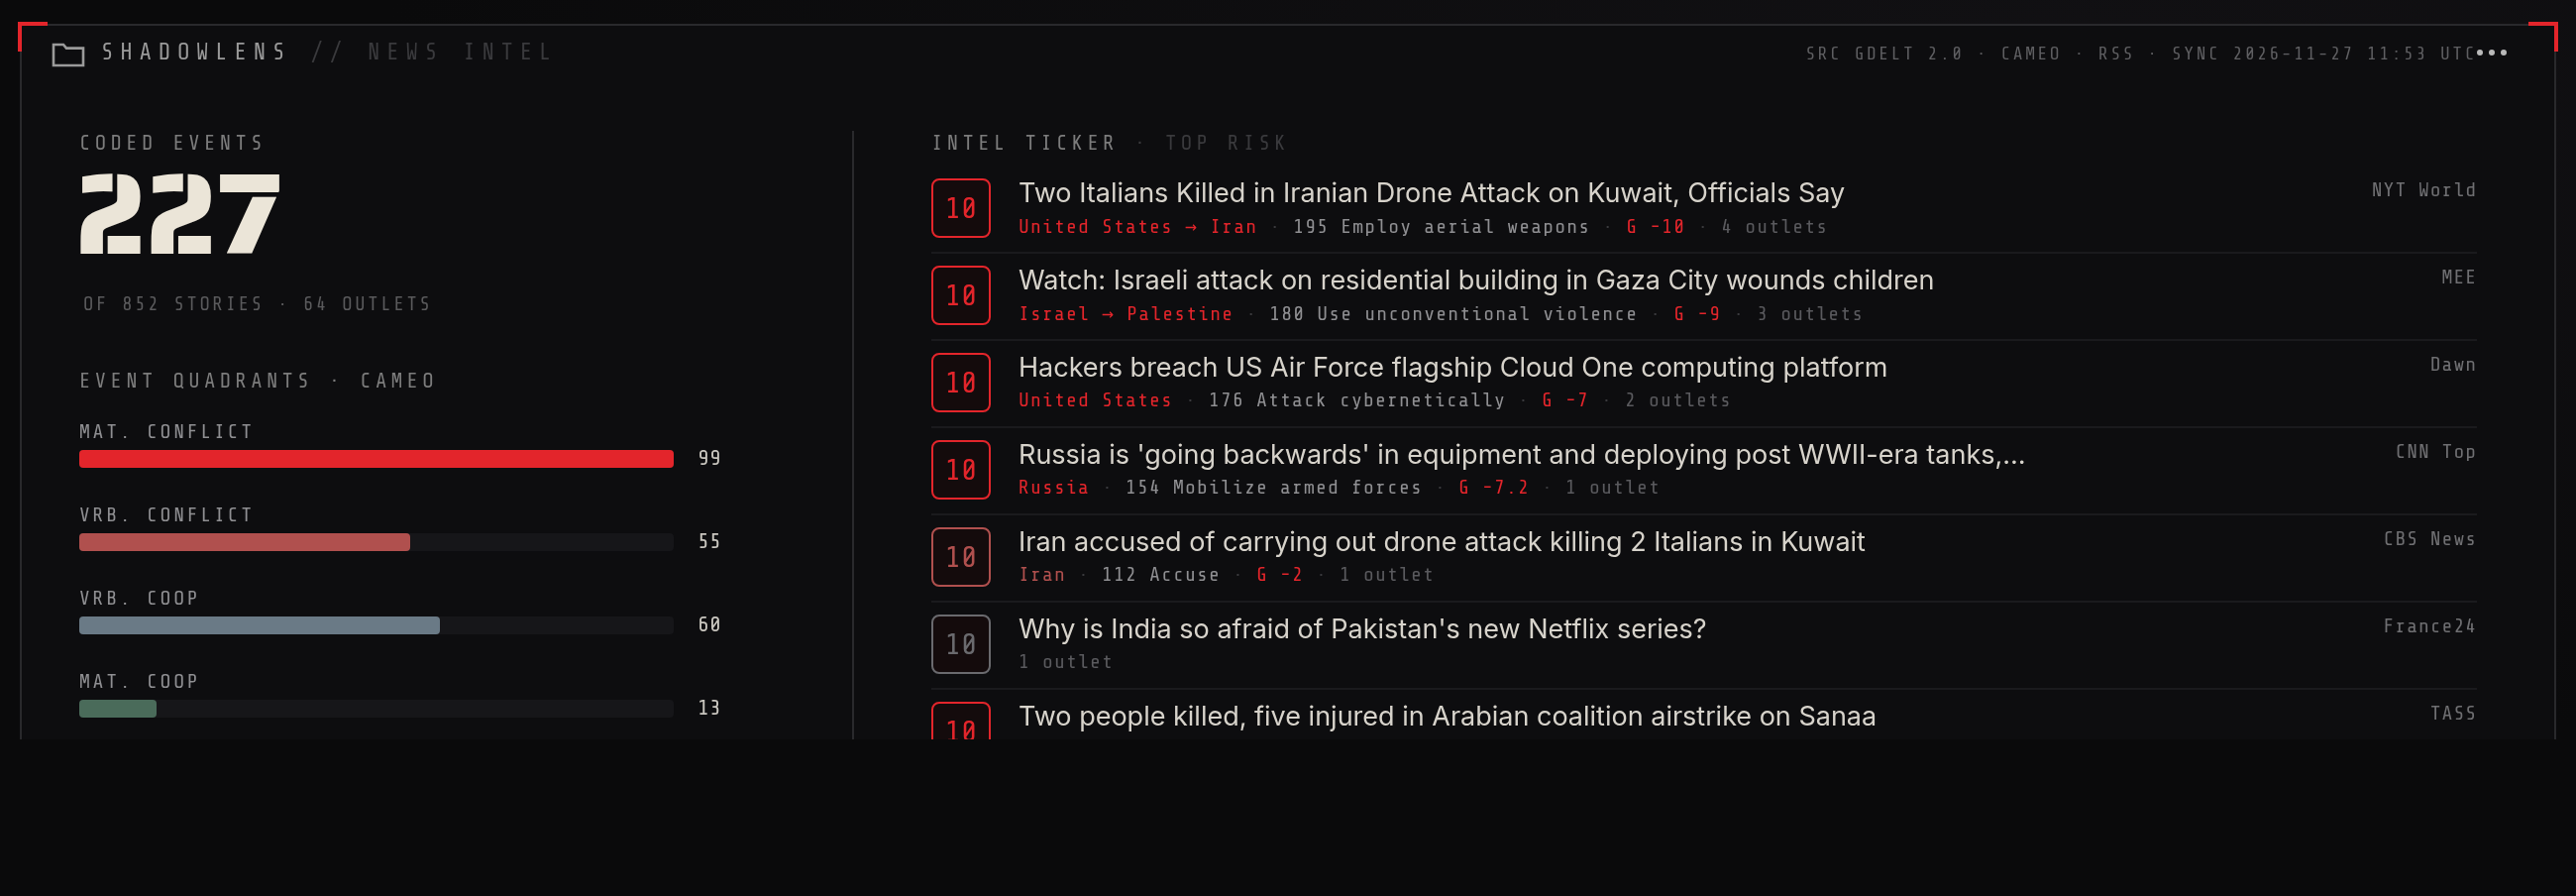 SHADOWLENS // NEWS INTEL
SRC GDELT 2.0 · CAMEO · RSS · SYNC 2026-11-27 11:53 UTC
CODED EVENTS
227
OF 852 STORIES · 64 OUTLETS
EVENT QUADRANTS · CAMEO
MAT. CONFLICT
99
VRB. CONFLICT
55
VRB. COOP
60
MAT. COOP
13
INTEL TICKER · TOP RISK
10 Two Italians Killed in Iranian Drone Attack on Kuwait, Officials Say NYT World
United States → Iran · 195 Employ aerial weapons · G -10 · 4 outlets
10 Watch: Israeli attack on residential building in Gaza City wounds children MEE
Israel → Palestine · 180 Use unconventional violence · G -9 · 3 outlets
10 Hackers breach US Air Force flagship Cloud One computing platform Dawn
United States · 176 Attack cybernetically · G -7 · 2 outlets
10 Russia is 'going backwards' in equipment and deploying post WWII-era tanks,... CNN Top
Russia · 154 Mobilize armed forces · G -7.2 · 1 outlet
10 Iran accused of carrying out drone attack killing 2 Italians in Kuwait CBS News
Iran · 112 Accuse · G -2 · 1 outlet
10 Why is India so afraid of Pakistan's new Netflix series? France24
1 outlet
10 Two people killed, five injured in Arabian coalition airstrike on Sanaa TASS